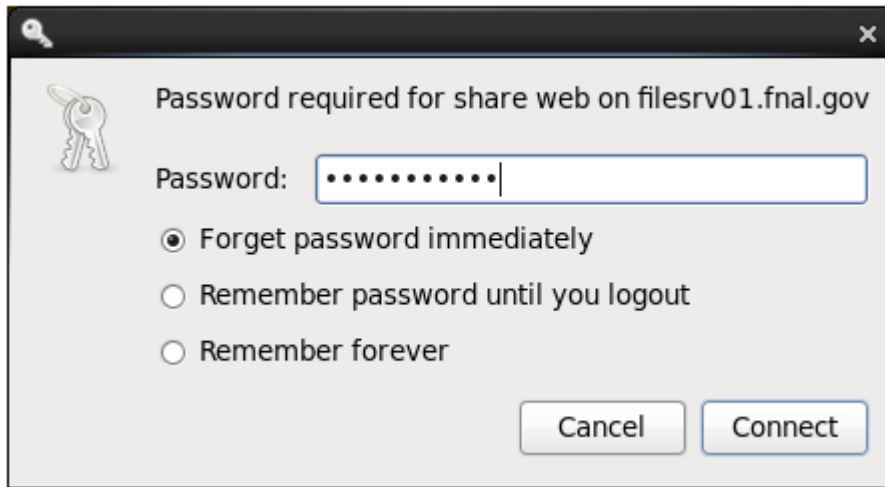 Password required for share web on filesrv01.fnal.gov
Password: •••••••••••
Forget password immediately
Remember password until you logout
Remember forever
Cancel Connect